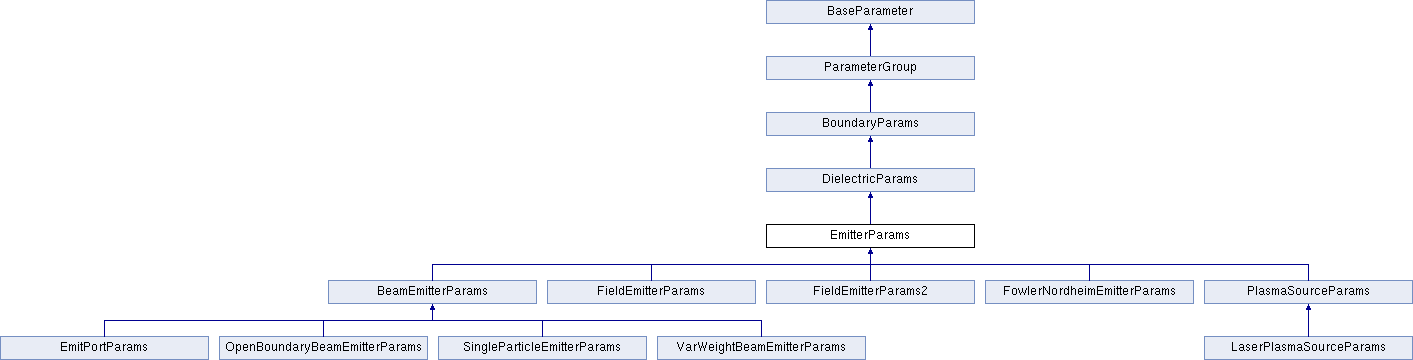 BaseParameter
ParameterGroup
BoundaryParams
DielectricParams
EmitterParams
BeamEmitterParams
FieldEmitterParams
FieldEmitterParams2
FowlerNordheimEmitterParams
PlasmaSourceParams
EmitPortParams
OpenBoundaryBeamEmitterParams
SingleParticleEmitterParams
VarWeightBeamEmitterParams
LaserPlasmaSourceParams